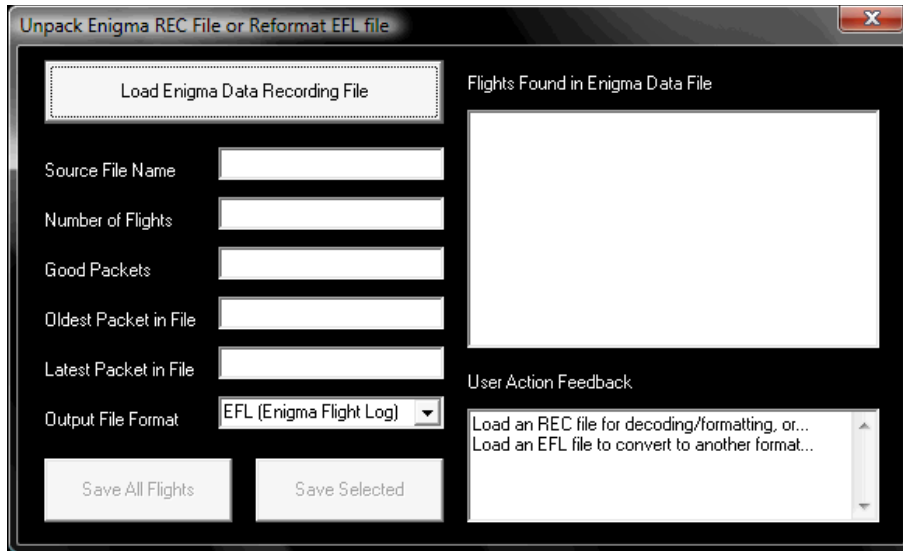 Unpack Enigma REC File or Reformat EFL file
Load Enigma Data Recording File
Source File Name
Number of Flights
Good Packets
Oldest Packet in File
Latest Packet in File
Output File Format
EFL (Enigma Flight Log)
Save All Flights
Save Selected
Flights Found in Enigma Data File
User Action Feedback
Load an REC file for decoding/formatting, or...
Load an EFL file to convert to another format...